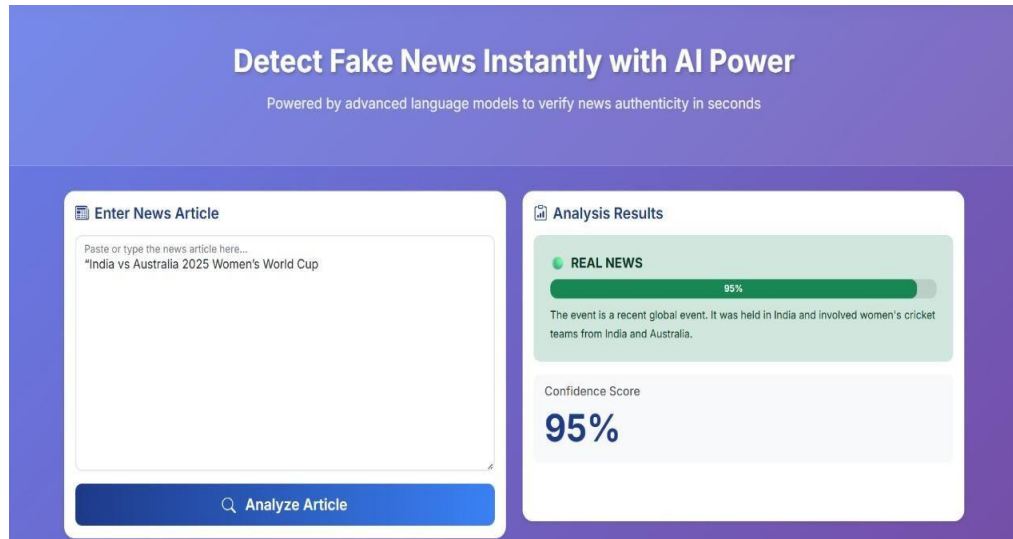 Detect Fake News Instantly with AI Power
Powered by advanced language models to verify news authenticity in seconds
Enter News Article
Paste or type the news article here...
“India vs Australia 2025 Women's World Cup
Analyze Article
Analysis Results
REAL NEWS
95%
The event is a recent global event. It was held in India and involved women's cricket
teams from India and Australia.
Confidence Score
95%